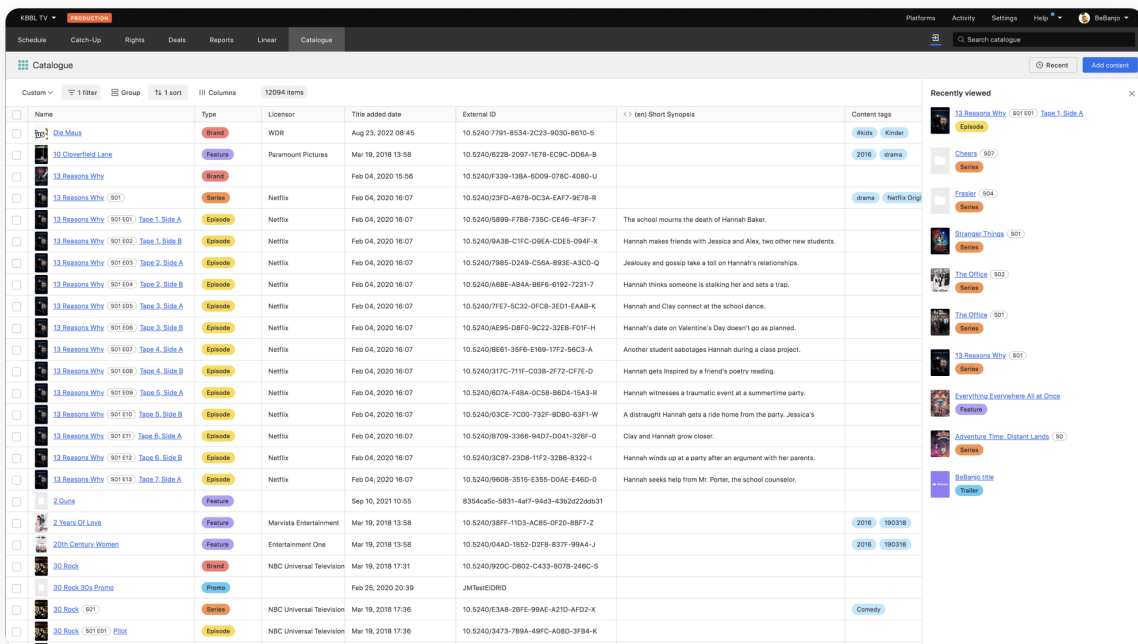 KBBL TV PRODUCTION Platforms Activity Settings Help BeBanjo
Schedule Catch-Up Rights Deals Reports Linear Catalogue Search catalogue
Catalogue Recent Add content
Custom 1 filter Group 1 sort Columns 12094 items
Name Type Licensor Title added date External ID <> (en) Short Synopsis Content tags
Die Maus Brand WDR Aug 23, 2022 08:45 10.5240/7791-8534-2C23-9030-8610-5 #kids Kinder
10 Cloverfield Lane Feature Paramount Pictures Mar 19, 2018 13:58 10.5240/622B-2097-1E78-EC9C-DD6A-B 2016 drama
13 Reasons Why Brand Feb 04, 2020 15:56 10.5240/F339-13BA-6D09-078C-4080-U
13 Reasons Why S01 Series Netflix Feb 04, 2020 16:07 10.5240/23FD-A67B-0C3A-EAF7-9E78-R drama Netflix Origi
13 Reasons Why S01 E01 Tape 1, Side A Episode Netflix Feb 04, 2020 16:07 10.5240/5899-F7B8-735C-CE46-4F3F-7 The school mourns the death of Hannah Baker.
13 Reasons Why S01 E02 Tape 1, Side B Episode Netflix Feb 04, 2020 16:07 10.5240/9A3B-C1FC-D9EA-CDE5-094F-X Hannah makes friends with Jessica and Alex, two other new students.
13 Reasons Why S01 E03 Tape 2, Side A Episode Netflix Feb 04, 2020 16:07 10.5240/7985-D249-C56A-B93E-A3C0-Q Jealousy and gossip take a toll on Hannah's relationships.
13 Reasons Why S01 E04 Tape 2, Side B Episode Netflix Feb 04, 2020 16:07 10.5240/A6BE-A84A-B6F6-6192-7231-7 Hannah thinks someone is stalking her and sets a trap.
13 Reasons Why S01 E05 Tape 3, Side A Episode Netflix Feb 04, 2020 16:07 10.5240/7FE7-5C32-0FCB-3ED1-EAAB-K Hannah and Clay connect at the school dance.
13 Reasons Why S01 E06 Tape 3, Side B Episode Netflix Feb 04, 2020 16:07 10.5240/AE95-D8F0-9C22-32EB-F01F-H Hannah's date on Valentine's Day doesn't go as planned.
13 Reasons Why S01 E07 Tape 4, Side A Episode Netflix Feb 04, 2020 16:07 10.5240/BE61-35F6-E169-17F2-56C3-A Another student sabotages Hannah during a class project.
13 Reasons Why S01 E08 Tape 4, Side B Episode Netflix Feb 04, 2020 16:07 10.5240/317C-711F-C03B-2F72-CF7E-D Hannah gets inspired by a friend's poetry reading.
13 Reasons Why S01 E09 Tape 5, Side A Episode Netflix Feb 04, 2020 16:07 10.5240/6D7A-F4BA-0C5B-B6D4-15A3-R Hannah witnesses a traumatic event at a summertime party.
13 Reasons Why S01 E10 Tape 5, Side B Episode Netflix Feb 04, 2020 16:07 10.5240/03CE-7C00-732F-BDB0-63F1-W A distraught Hannah gets a ride home from the party. Jessica's
13 Reasons Why S01 E11 Tape 6, Side A Episode Netflix Feb 04, 2020 16:07 10.5240/B709-3366-94D7-D041-326F-0 Clay and Hannah grow closer.
13 Reasons Why S01 E12 Tape 6, Side B Episode Netflix Feb 04, 2020 16:07 10.5240/3C87-23D8-11F2-32B6-8322-I Hannah winds up at a party after an argument with her parents.
13 Reasons Why S01 E13 Tape 7, Side A Episode Netflix Feb 04, 2020 16:07 10.5240/960B-3515-E355-D0AE-E46D-0 Hannah seeks help from Mr. Porter, the school counselor.
2 Guns Feature Sep 10, 2021 10:55 8354ca5c-5831-4af7-94d3-43b2d22ddb31
2 Years Of Love Feature Marvista Entertainment Mar 19, 2018 13:58 10.5240/38FF-11D3-AC85-0F20-8BF7-Z 2016 190318
20th Century Women Feature Entertainment One Mar 19, 2018 13:58 10.5240/04AD-1852-D2F8-837F-99A4-J 2016 190318
30 Rock Brand NBC Universal Television Mar 19, 2018 17:31 10.5240/920C-D802-C433-807B-246C-S
30 Rock 30s Promo Promo Feb 25, 2020 20:39 JMTestEIDRID
30 Rock S01 Series NBC Universal Television Mar 19, 2018 17:36 10.5240/E3A8-2BFE-99AE-A21D-AFD2-X Comedy
30 Rock S01 E01 Pilot Episode NBC Universal Television Mar 19, 2018 17:36 10.5240/3473-7B9A-49FC-A08D-3FB4-K
Recently viewed
13 Reasons Why S01 E01 Tape 1, Side A
Episode
Cheers S07
Series
Frasier S04
Series
Stranger Things S01
Series
The Office S02
Series
The Office S01
Series
13 Reasons Why S01
Series
Everything Everywhere All at Once
Feature
Adventure Time: Distant Lands S0
Series
BeBanjo title
Trailer